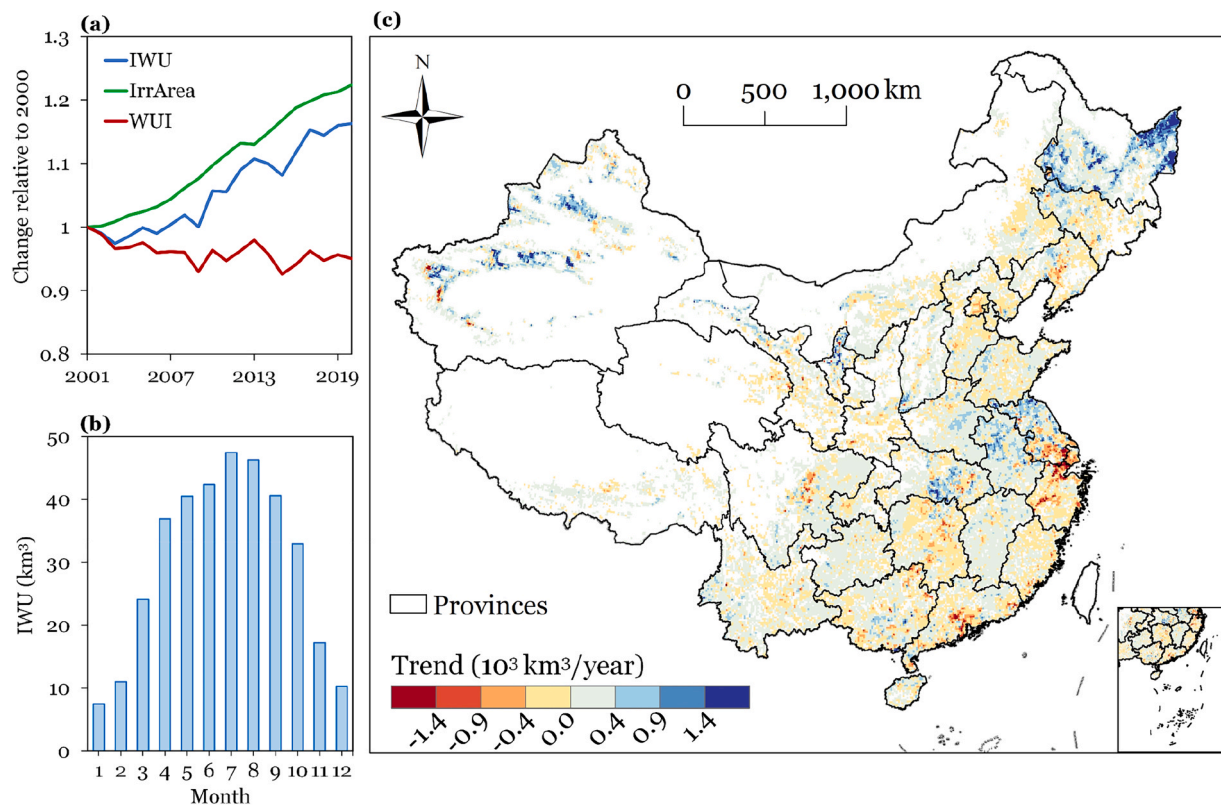 (a)
Change relative to 2000
1.3
1.2
1.1
1
0.9
0.8
IWU
IrrArea
WUI
2001 2007 2013 2019
(b)
IWU (km³)
50
40
30
20
10
0
1 2 3 4 5 6 7 8 9 10 11 12
Month
(c)
N
0 500 1,000 km
Provinces
Trend (10³ km³/year)
-1.4 -0.9 -0.4 0.0 0.4 0.9 1.4